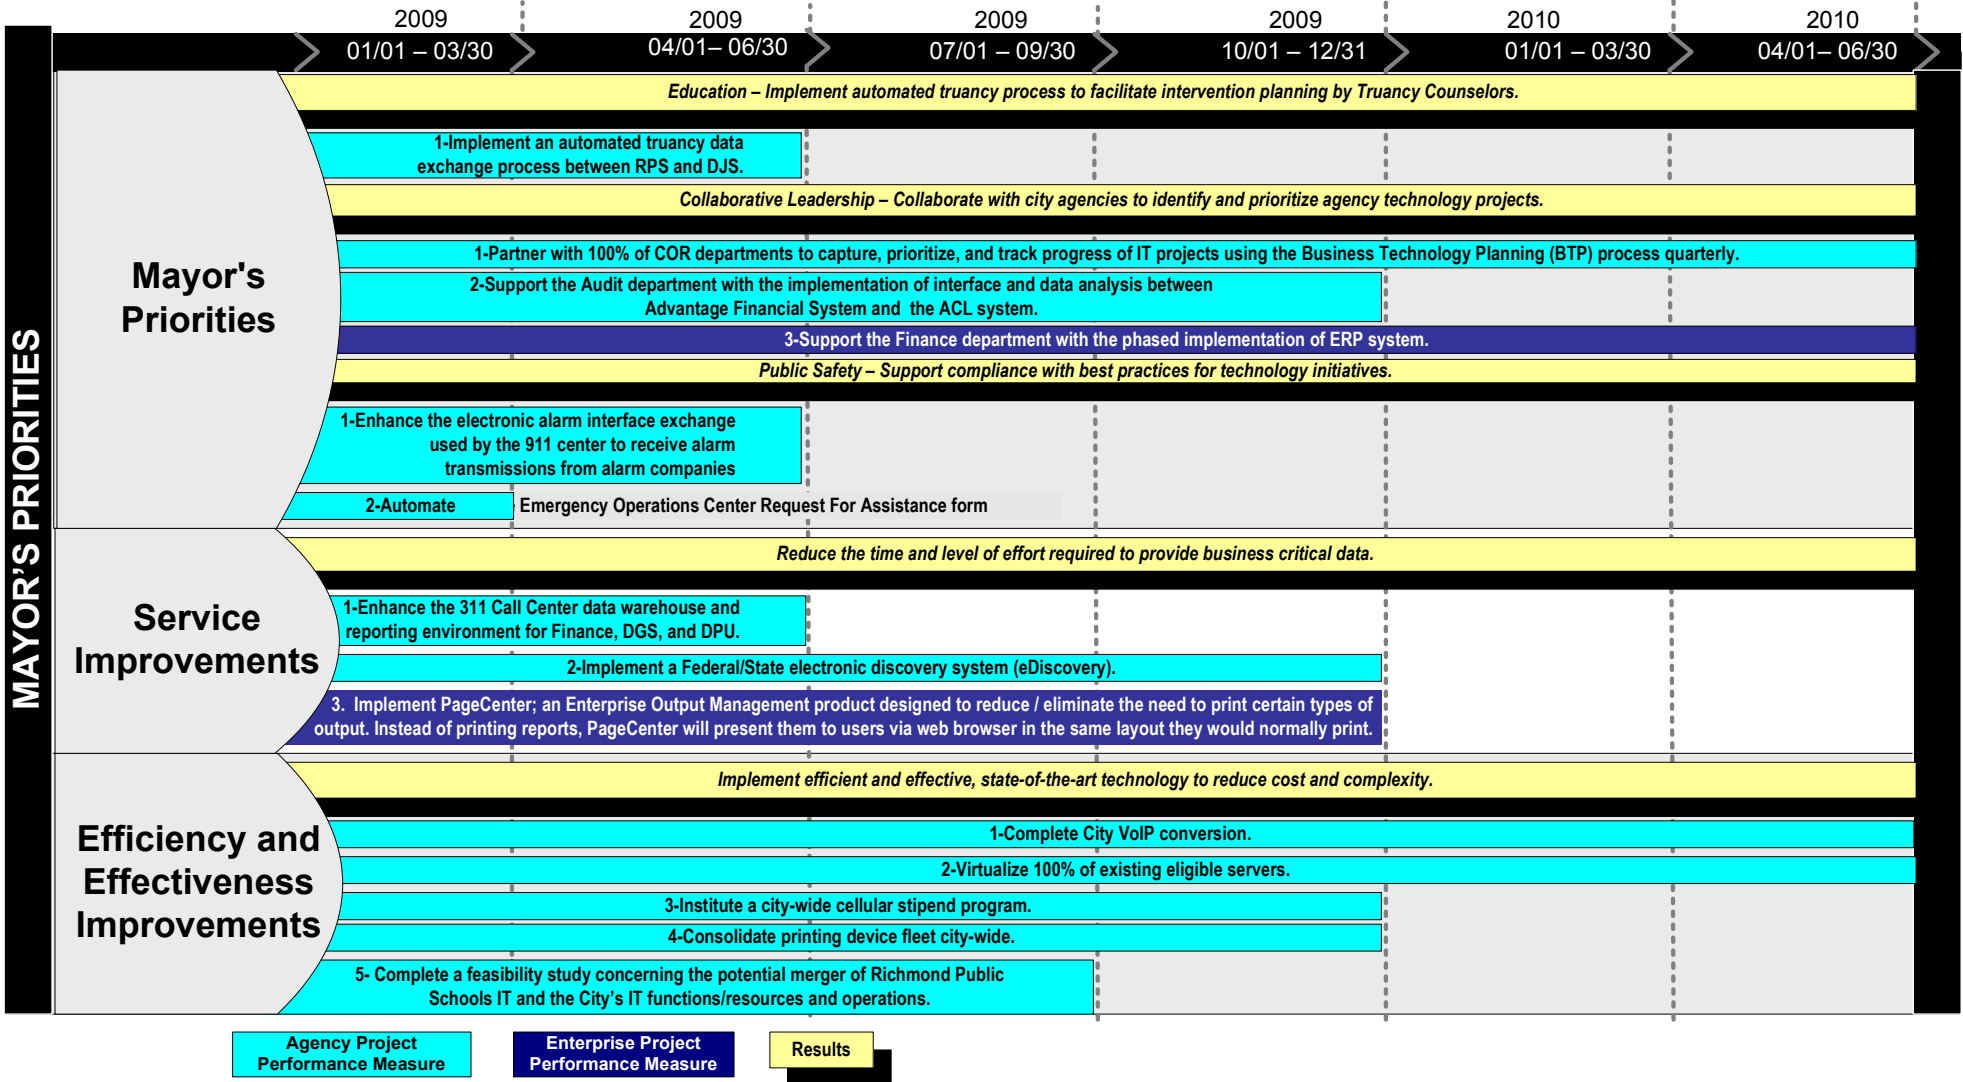 2009 2009 2009 2009 2010 2010
01/01 – 03/30 04/01– 06/30 07/01 – 09/30 10/01 – 12/31 01/01 – 03/30 04/01– 06/30
MAYOR'S PRIORITIES
Mayor's
Priorities
Education – Implement automated truancy process to facilitate intervention planning by Truancy Counselors.
1-Implement an automated truancy data
exchange process between RPS and DJS.
Collaborative Leadership – Collaborate with city agencies to identify and prioritize agency technology projects.
1-Partner with 100% of COR departments to capture, prioritize, and track progress of IT projects using the Business Technology Planning (BTP) process quarterly.
2-Support the Audit department with the implementation of interface and data analysis between
Advantage Financial System and the ACL system.
3-Support the Finance department with the phased implementation of ERP system.
Public Safety – Support compliance with best practices for technology initiatives.
1-Enhance the electronic alarm interface exchange
used by the 911 center to receive alarm
transmissions from alarm companies
2-Automate Emergency Operations Center Request For Assistance form
Service
Improvements
Reduce the time and level of effort required to provide business critical data.
1-Enhance the 311 Call Center data warehouse and
reporting environment for Finance, DGS, and DPU.
2-Implement a Federal/State electronic discovery system (eDiscovery).
3. Implement PageCenter; an Enterprise Output Management product designed to reduce / eliminate the need to print certain types of
output. Instead of printing reports, PageCenter will present them to users via web browser in the same layout they would normally print.
Efficiency and
Effectiveness
Improvements
Implement efficient and effective, state-of-the-art technology to reduce cost and complexity.
1-Complete City VoIP conversion.
2-Virtualize 100% of existing eligible servers.
3-Institute a city-wide cellular stipend program.
4-Consolidate printing device fleet city-wide.
5- Complete a feasibility study concerning the potential merger of Richmond Public
Schools IT and the City's IT functions/resources and operations.
Agency Project
Performance Measure
Enterprise Project
Performance Measure
Results